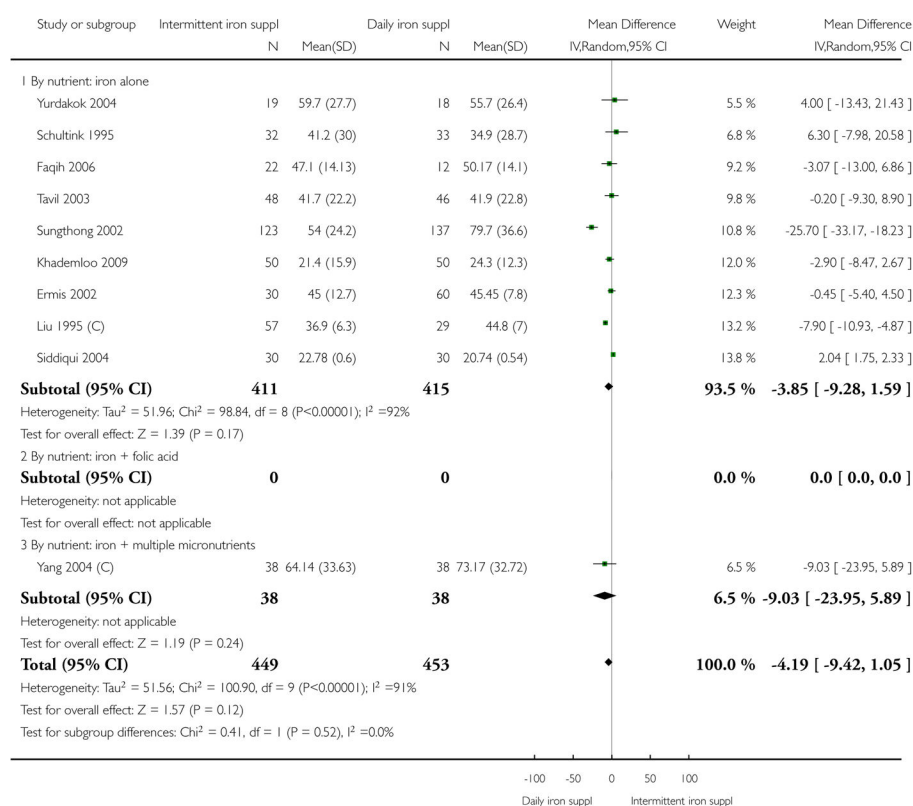 Study or subgroup Intermittent iron suppl Daily iron suppl Mean Difference Weight Mean Difference
N Mean(SD) N Mean(SD) IV,Random,95% CI IV,Random,95% CI
1 By nutrient: iron alone
Yurdakok 2004 19 59.7 (27.7) 18 55.7 (26.4) 5.5 % 4.00 [ -13.43, 21.43 ]
Schultink 1995 32 41.2 (30) 33 34.9 (28.7) 6.8 % 6.30 [ -7.98, 20.58 ]
Faqih 2006 22 47.1 (14.13) 12 50.17 (14.1) 9.2 % -3.07 [ -13.00, 6.86 ]
Tavil 2003 48 41.7 (22.2) 46 41.9 (22.8) 9.8 % -0.20 [ -9.30, 8.90 ]
Sungthong 2002 123 54 (24.2) 137 79.7 (36.6) 10.8 % -25.70 [ -33.17, -18.23 ]
Khademloo 2009 50 21.4 (15.9) 50 24.3 (12.3) 12.0 % -2.90 [ -8.47, 2.67 ]
Ermis 2002 30 45 (12.7) 60 45.45 (7.8) 12.3 % -0.45 [ -5.40, 4.50 ]
Liu 1995 (C) 57 36.9 (6.3) 29 44.8 (7) 13.2 % -7.90 [ -10.93, -4.87 ]
Siddiqui 2004 30 22.78 (0.6) 30 20.74 (0.54) 13.8 % 2.04 [ 1.75, 2.33 ]
Subtotal (95% CI) 411 415 93.5 % -3.85 [ -9.28, 1.59 ]
Heterogeneity: Tau² = 51.96; Chi² = 98.84, df = 8 (P<0.00001); I² =92%
Test for overall effect: Z = 1.39 (P = 0.17)
2 By nutrient: iron + folic acid
Subtotal (95% CI) 0 0 0.0 % 0.0 [ 0.0, 0.0 ]
Heterogeneity: not applicable
Test for overall effect: not applicable
3 By nutrient: iron + multiple micronutrients
Yang 2004 (C) 38 64.14 (33.63) 38 73.17 (32.72) 6.5 % -9.03 [ -23.95, 5.89 ]
Subtotal (95% CI) 38 38 6.5 % -9.03 [ -23.95, 5.89 ]
Heterogeneity: not applicable
Test for overall effect: Z = 1.19 (P = 0.24)
Total (95% CI) 449 453 100.0 % -4.19 [ -9.42, 1.05 ]
Heterogeneity: Tau² = 51.56; Chi² = 100.90, df = 9 (P<0.00001); I² =91%
Test for overall effect: Z = 1.57 (P = 0.12)
Test for subgroup differences: Chi² = 0.41, df = 1 (P = 0.52), I² =0.0%
-100 -50 0 50 100
Daily iron suppl Intermittent iron suppl